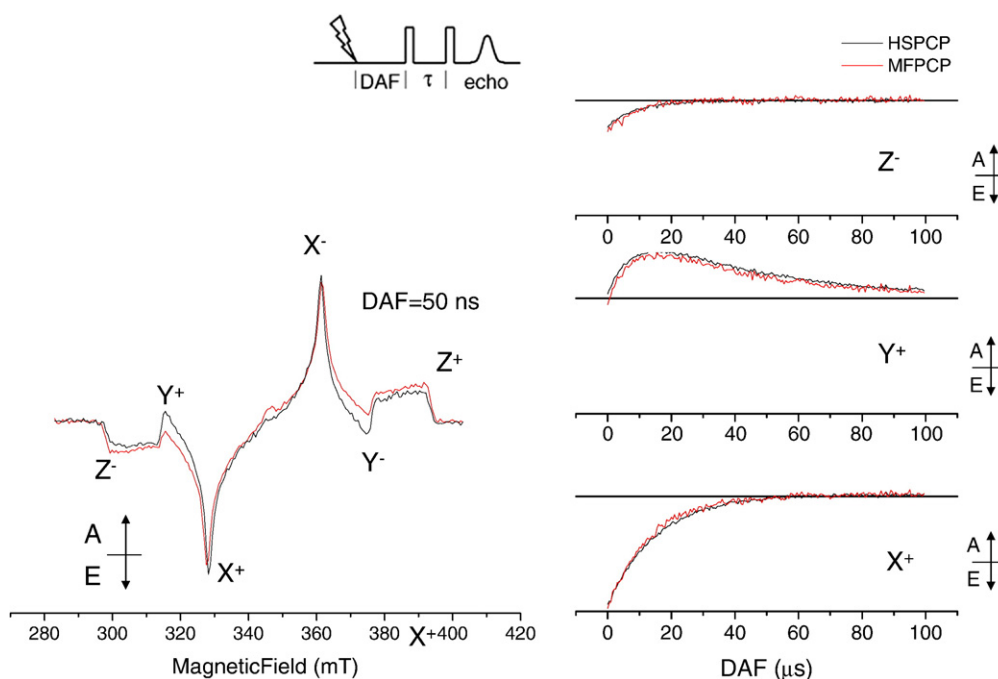 DAF τ echo
X⁻
DAF=50 ns
Z⁺
Y⁺
Z⁻
Y⁻
A
E
X⁺
280 300 320 340 360 380 400 420
X⁺
MagneticField (mT)
HSPCP
MFPCP
Z⁻
A
E
0 20 40 60 80 100
Y⁺
A
E
0 20 40 60 80 100
X⁺
A
E
0 20 40 60 80 100
DAF (μs)